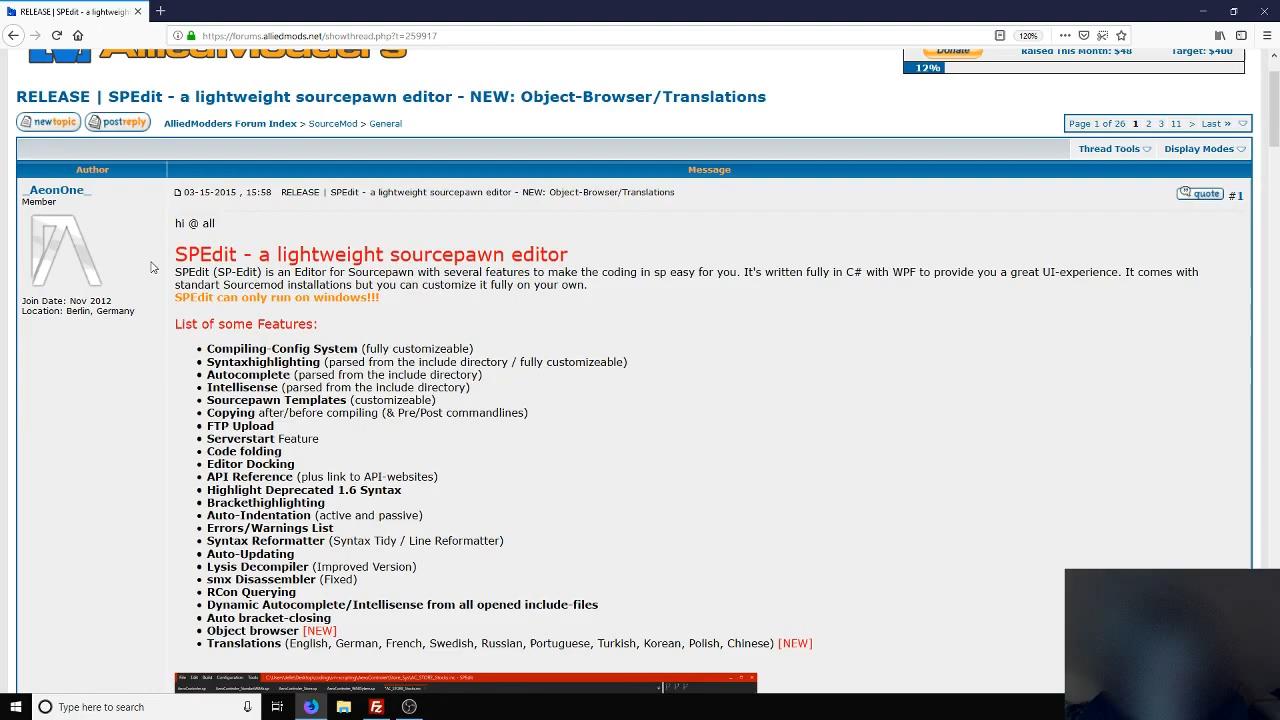 RELEASE | SPEdit - a lightweight
https://forums.alliedmods.net/showthread.php?t=259917
120%
AlliedModders
Donate
Raised This Month: $48
Target: $400
12%
RELEASE | SPEdit - a lightweight sourcepawn editor - NEW: Object-Browser/Translations
newtopic
postreply
AlliedModders Forum Index > SourceMod > General
Page 1 of 26 1 2 3 11 > Last »
Thread Tools
Display Modes
Author
Message
_AeonOne_
Member
Join Date: Nov 2012
Location: Berlin, Germany
03-15-2015 , 15:58 RELEASE | SPEdit - a lightweight sourcepawn editor - NEW: Object-Browser/Translations
quote
#1
hi @ all
SPEdit - a lightweight sourcepawn editor
SPEdit (SP-Edit) is an Editor for Sourcepawn with several features to make the coding in sp easy for you. It's written fully in C# with WPF to provide you a great UI-experience. It comes with
standart Sourcemod installations but you can customize it fully on your own.
SPEdit can only run on windows!!!
List of some Features:
Compiling-Config System (fully customizeable)
Syntaxhighlighting (parsed from the include directory / fully customizeable)
Autocomplete (parsed from the include directory)
Intellisense (parsed from the include directory)
Sourcepawn Templates (customizeable)
Copying after/before compiling (& Pre/Post commandlines)
FTP Upload
Serverstart Feature
Code folding
Editor Docking
API Reference (plus link to API-websites)
Highlight Deprecated 1.6 Syntax
Brackethighlighting
Auto-Indentation (active and passive)
Errors/Warnings List
Syntax Reformatter (Syntax Tidy / Line Reformatter)
Auto-Updating
Lysis Decompiler (Improved Version)
smx Disassembler (Fixed)
RCon Querying
Dynamic Autocomplete/Intellisense from all opened include-files
Auto bracket-closing
Object browser [NEW]
Translations (English, German, French, Swedish, Russian, Portuguese, Turkish, Korean, Polish, Chinese) [NEW]
File Edit Build Configuration Tools
Type here to search